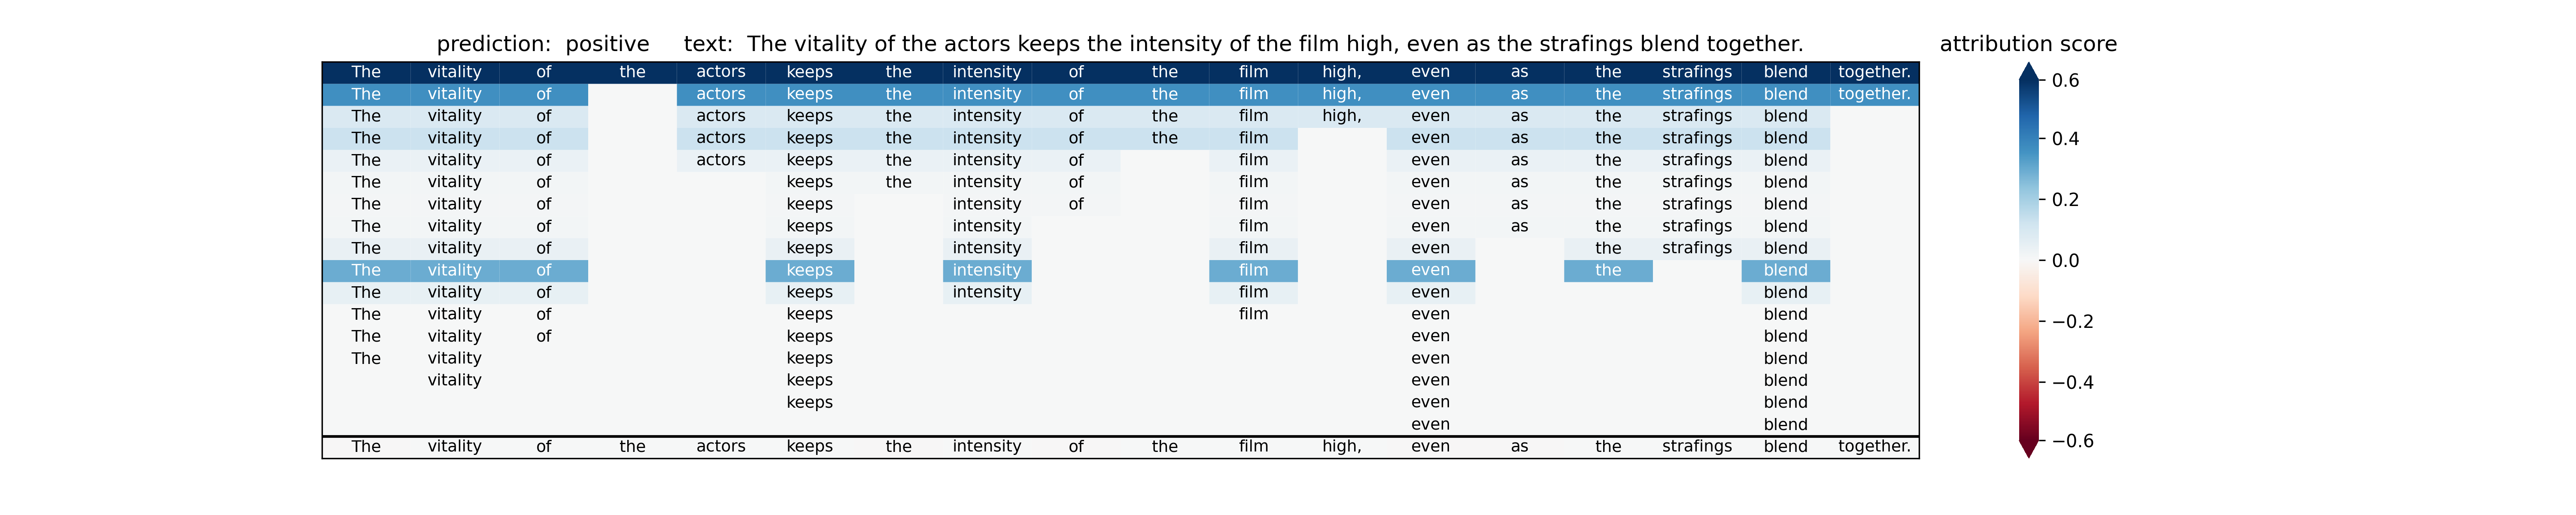 prediction: positive text: The vitality of the actors keeps the intensity of the film high, even as the strafings blend together. attribution score
The vitality of the actors keeps the intensity of the film high, even as the strafings blend together.
The vitality of actors keeps the intensity of the film high, even as the strafings blend together.
The vitality of actors keeps the intensity of the film high, even as the strafings blend
The vitality of actors keeps the intensity of the film even as the strafings blend
The vitality of actors keeps the intensity of film even as the strafings blend
The vitality of keeps the intensity of film even as the strafings blend
The vitality of keeps intensity of film even as the strafings blend
The vitality of keeps intensity film even as the strafings blend
The vitality of keeps intensity film even the strafings blend
The vitality of keeps intensity film even the blend
The vitality of keeps intensity film even blend
The vitality of keeps film even blend
The vitality of keeps even blend
The vitality keeps even blend
vitality keeps even blend
keeps even blend
even blend
The vitality of the actors keeps the intensity of the film high, even as the strafings blend together.
0.6
0.4
0.2
0.0
−0.2
−0.4
−0.6